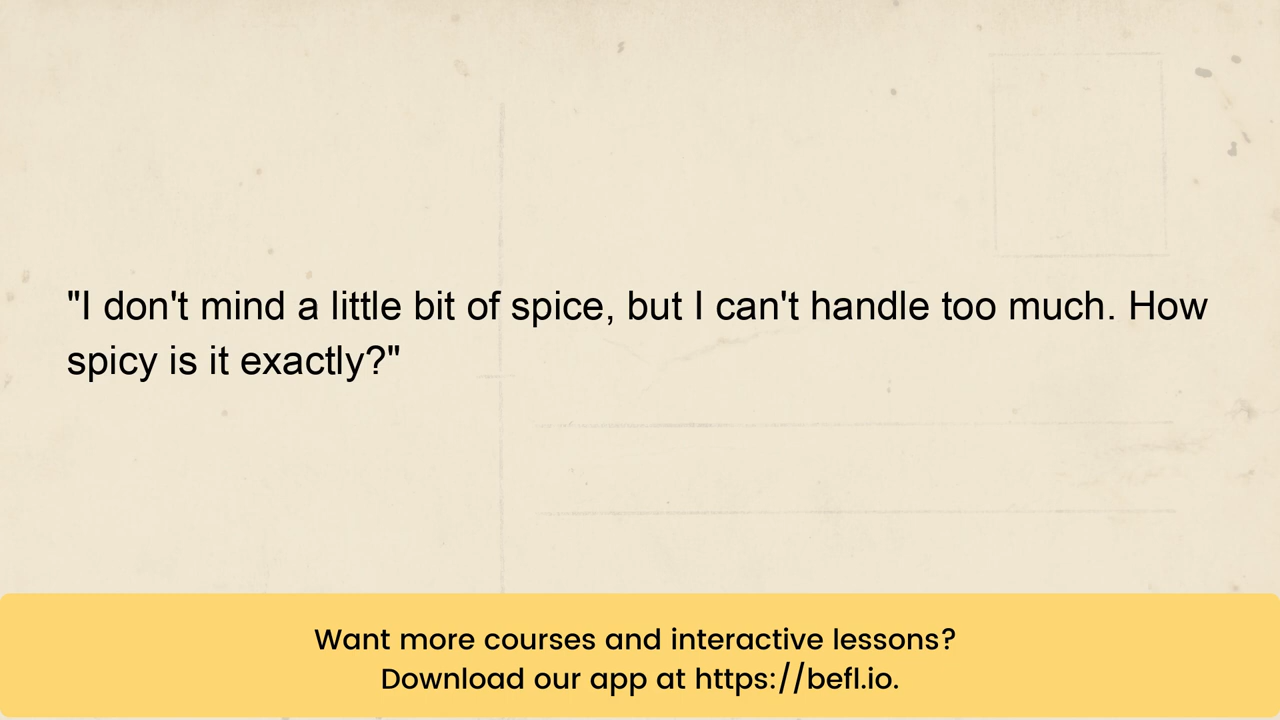 "I don't mind a little bit of spice, but I can't handle too much. How
spicy is it exactly?"
Want more courses and interactive lessons?
Download our app at https://befl.io.